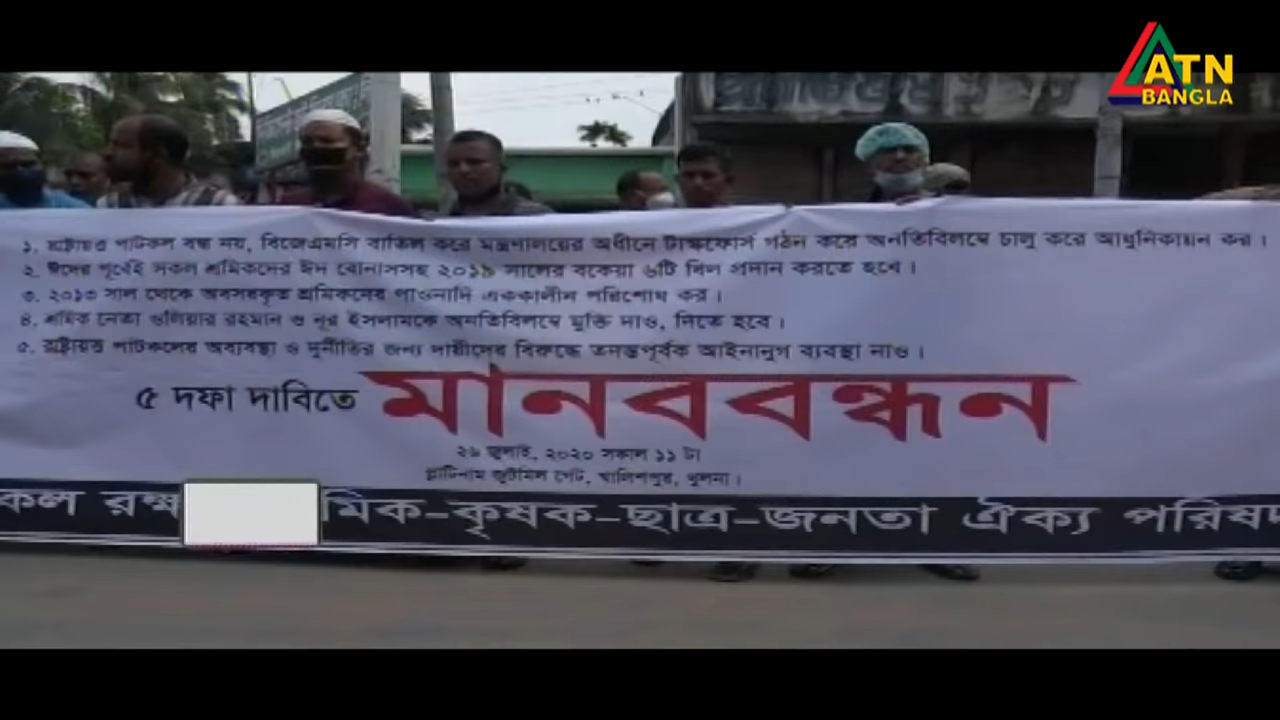 ATN
BANGLA
১. রাষ্ট্রায়ত্ত পাটকল বন্ধ নয়, বিজেএমসি বাতিল করে মন্ত্রণালয়ের অধীনে টাস্কফোর্স গঠন করে অনতিবিলম্বে চালু করে আধুনিকায়ন কর।
২. ঈদের পূর্বেই সকল শ্রমিকদের ঈদ বোনাসসহ ২০১৯ সালের বকেয়া ৬টি বিল প্রদান করতে হবে।
৩. ২০১৩ সাল থেকে অবসরকৃত শ্রমিকদের পাওনাদি এককালীন পরিশোধ কর।
৪. শ্রমিক নেতা ওলিয়ার রহমান ও নূর ইসলামকে অনতিবিলম্বে মুক্তি দাও, দিতে হবে।
৫. রাষ্ট্রায়ত্ত পাটকলের অব্যবস্থা ও দুর্নীতির জন্য দায়ীদের বিরুদ্ধে তদন্তপূর্বক আইনানুগ ব্যবস্থা নাও।
৫ দফা দাবিতে মানববন্ধন
২৬ জুলাই, ২০২০ সকাল ১১ টা
প্লাটিনাম জুটমিল গেট, খালিশপুর, খুলনা।
কল রক্ষ মিক-কৃষক-ছাত্র-জনতা ঐক্য পরিষদ